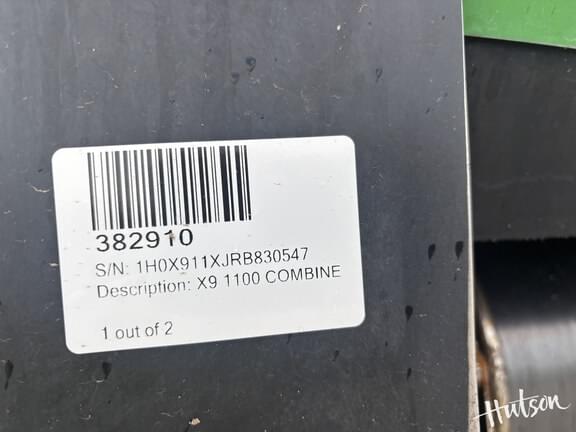 382910
S/N: 1H0X911XJRB830547
Description: X9 1100 COMBINE
1 out of 2
Hutson